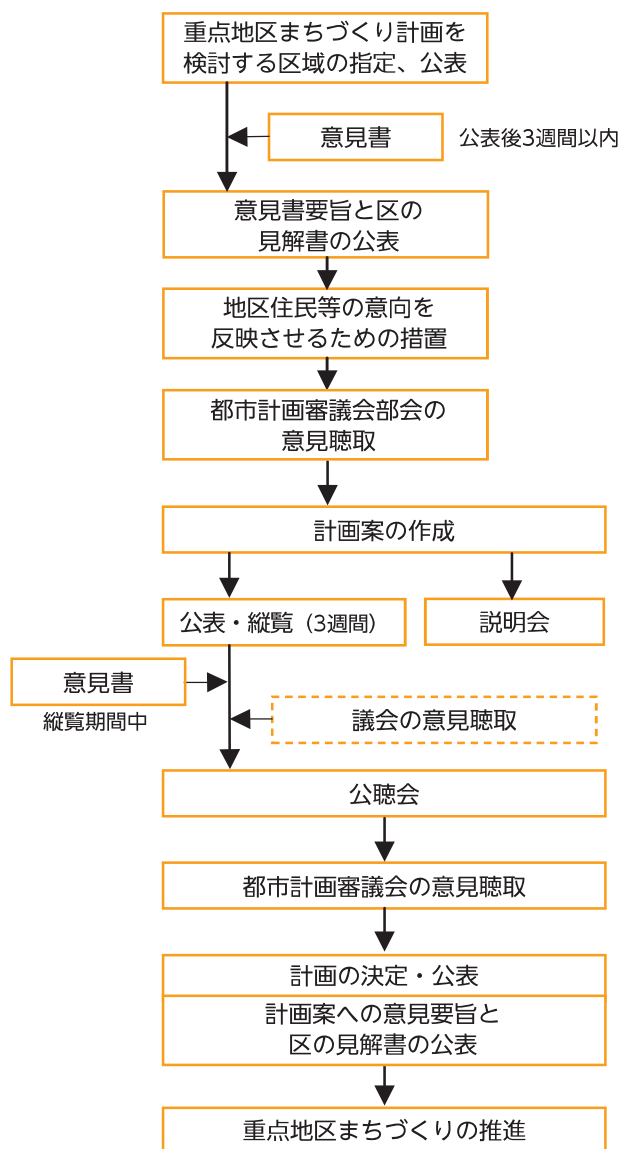 重点地区まちづくり計画を
検討する区域の指定、公表
意見書
公表後3週間以内
意見書要旨と区の
見解書の公表
地区住民等の意向を
反映させるための措置
都市計画審議会部会の
意見聴取
計画案の作成
公表・縦覧（3週間）
説明会
意見書
縦覧期間中
議会の意見聴取
公聴会
都市計画審議会の意見聴取
計画の決定・公表
計画案への意見要旨と
区の見解書の公表
重点地区まちづくりの推進